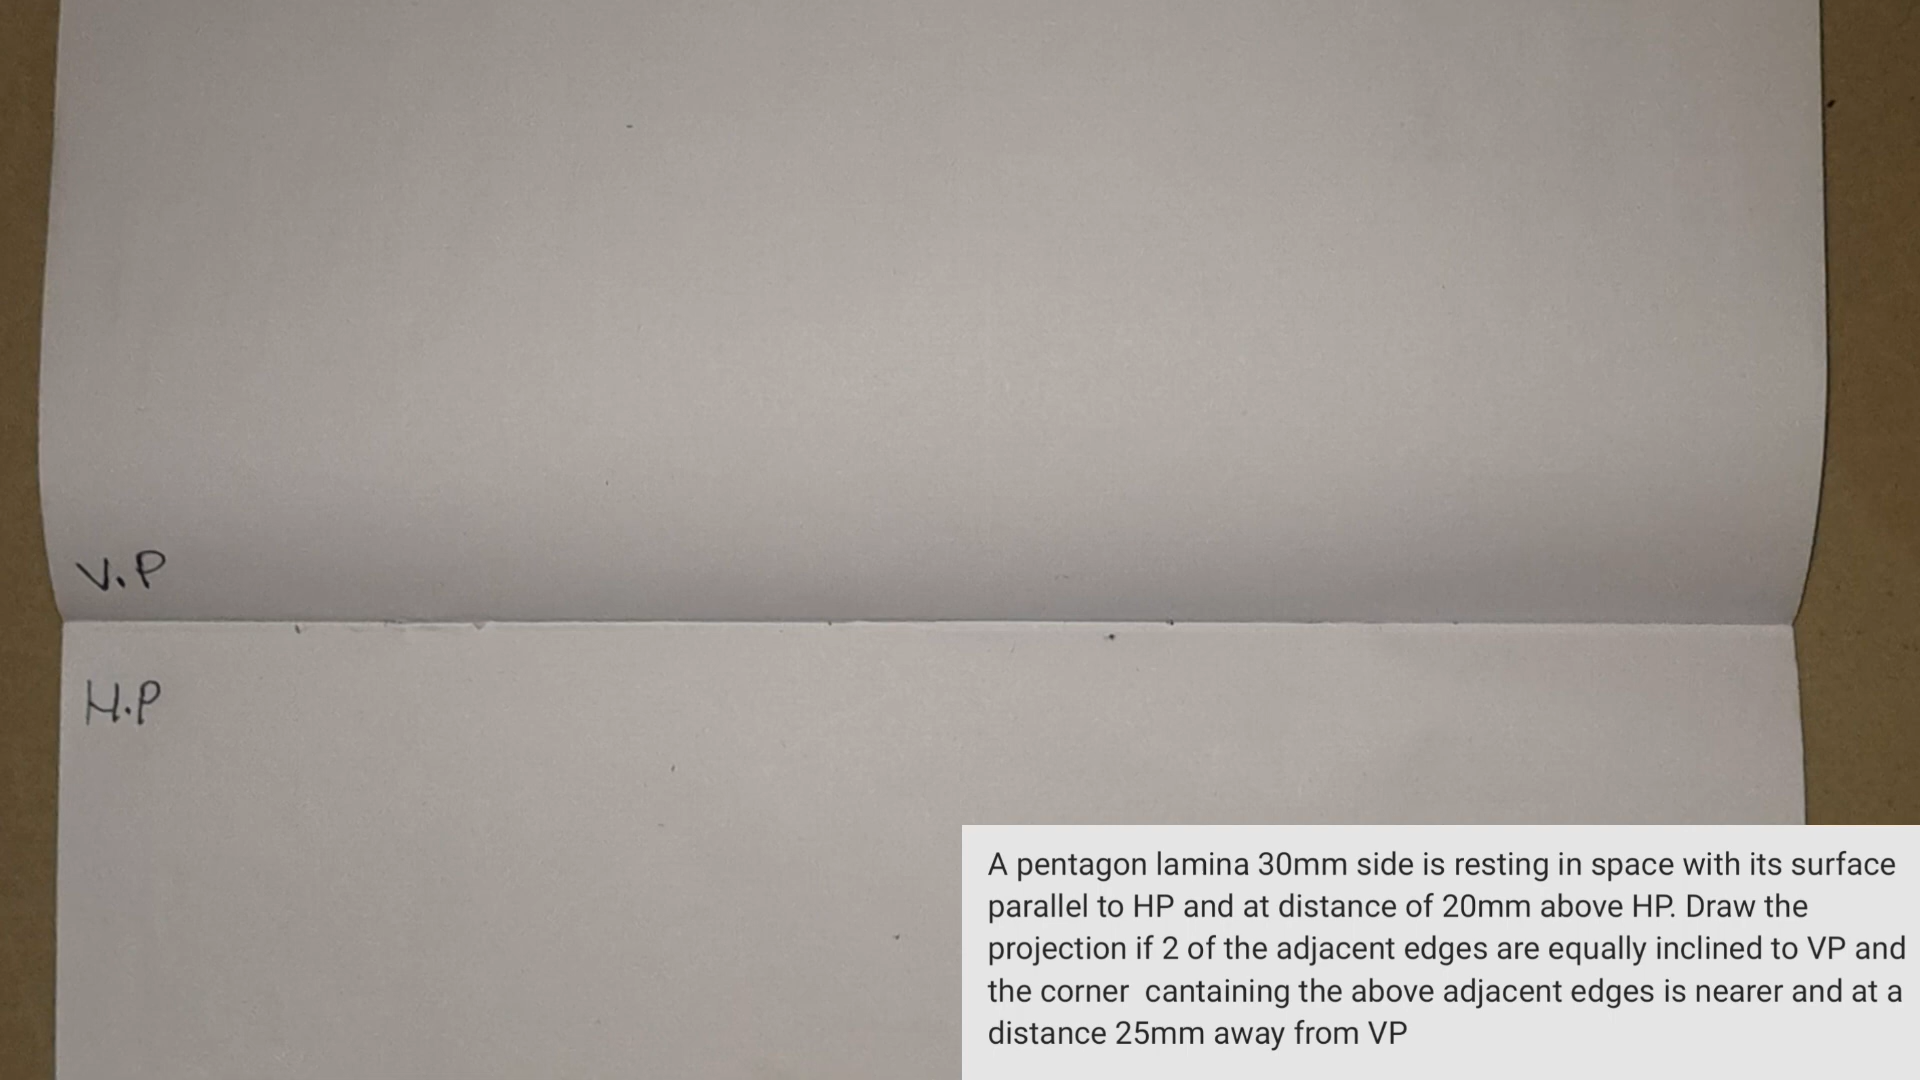 V.P
H.P
A pentagon lamina 30mm side is resting in space with its surface
parallel to HP and at distance of 20mm above HP. Draw the
projection if 2 of the adjacent edges are equally inclined to VP and
the corner  cantaining the above adjacent edges is nearer and at a
distance 25mm away from VP